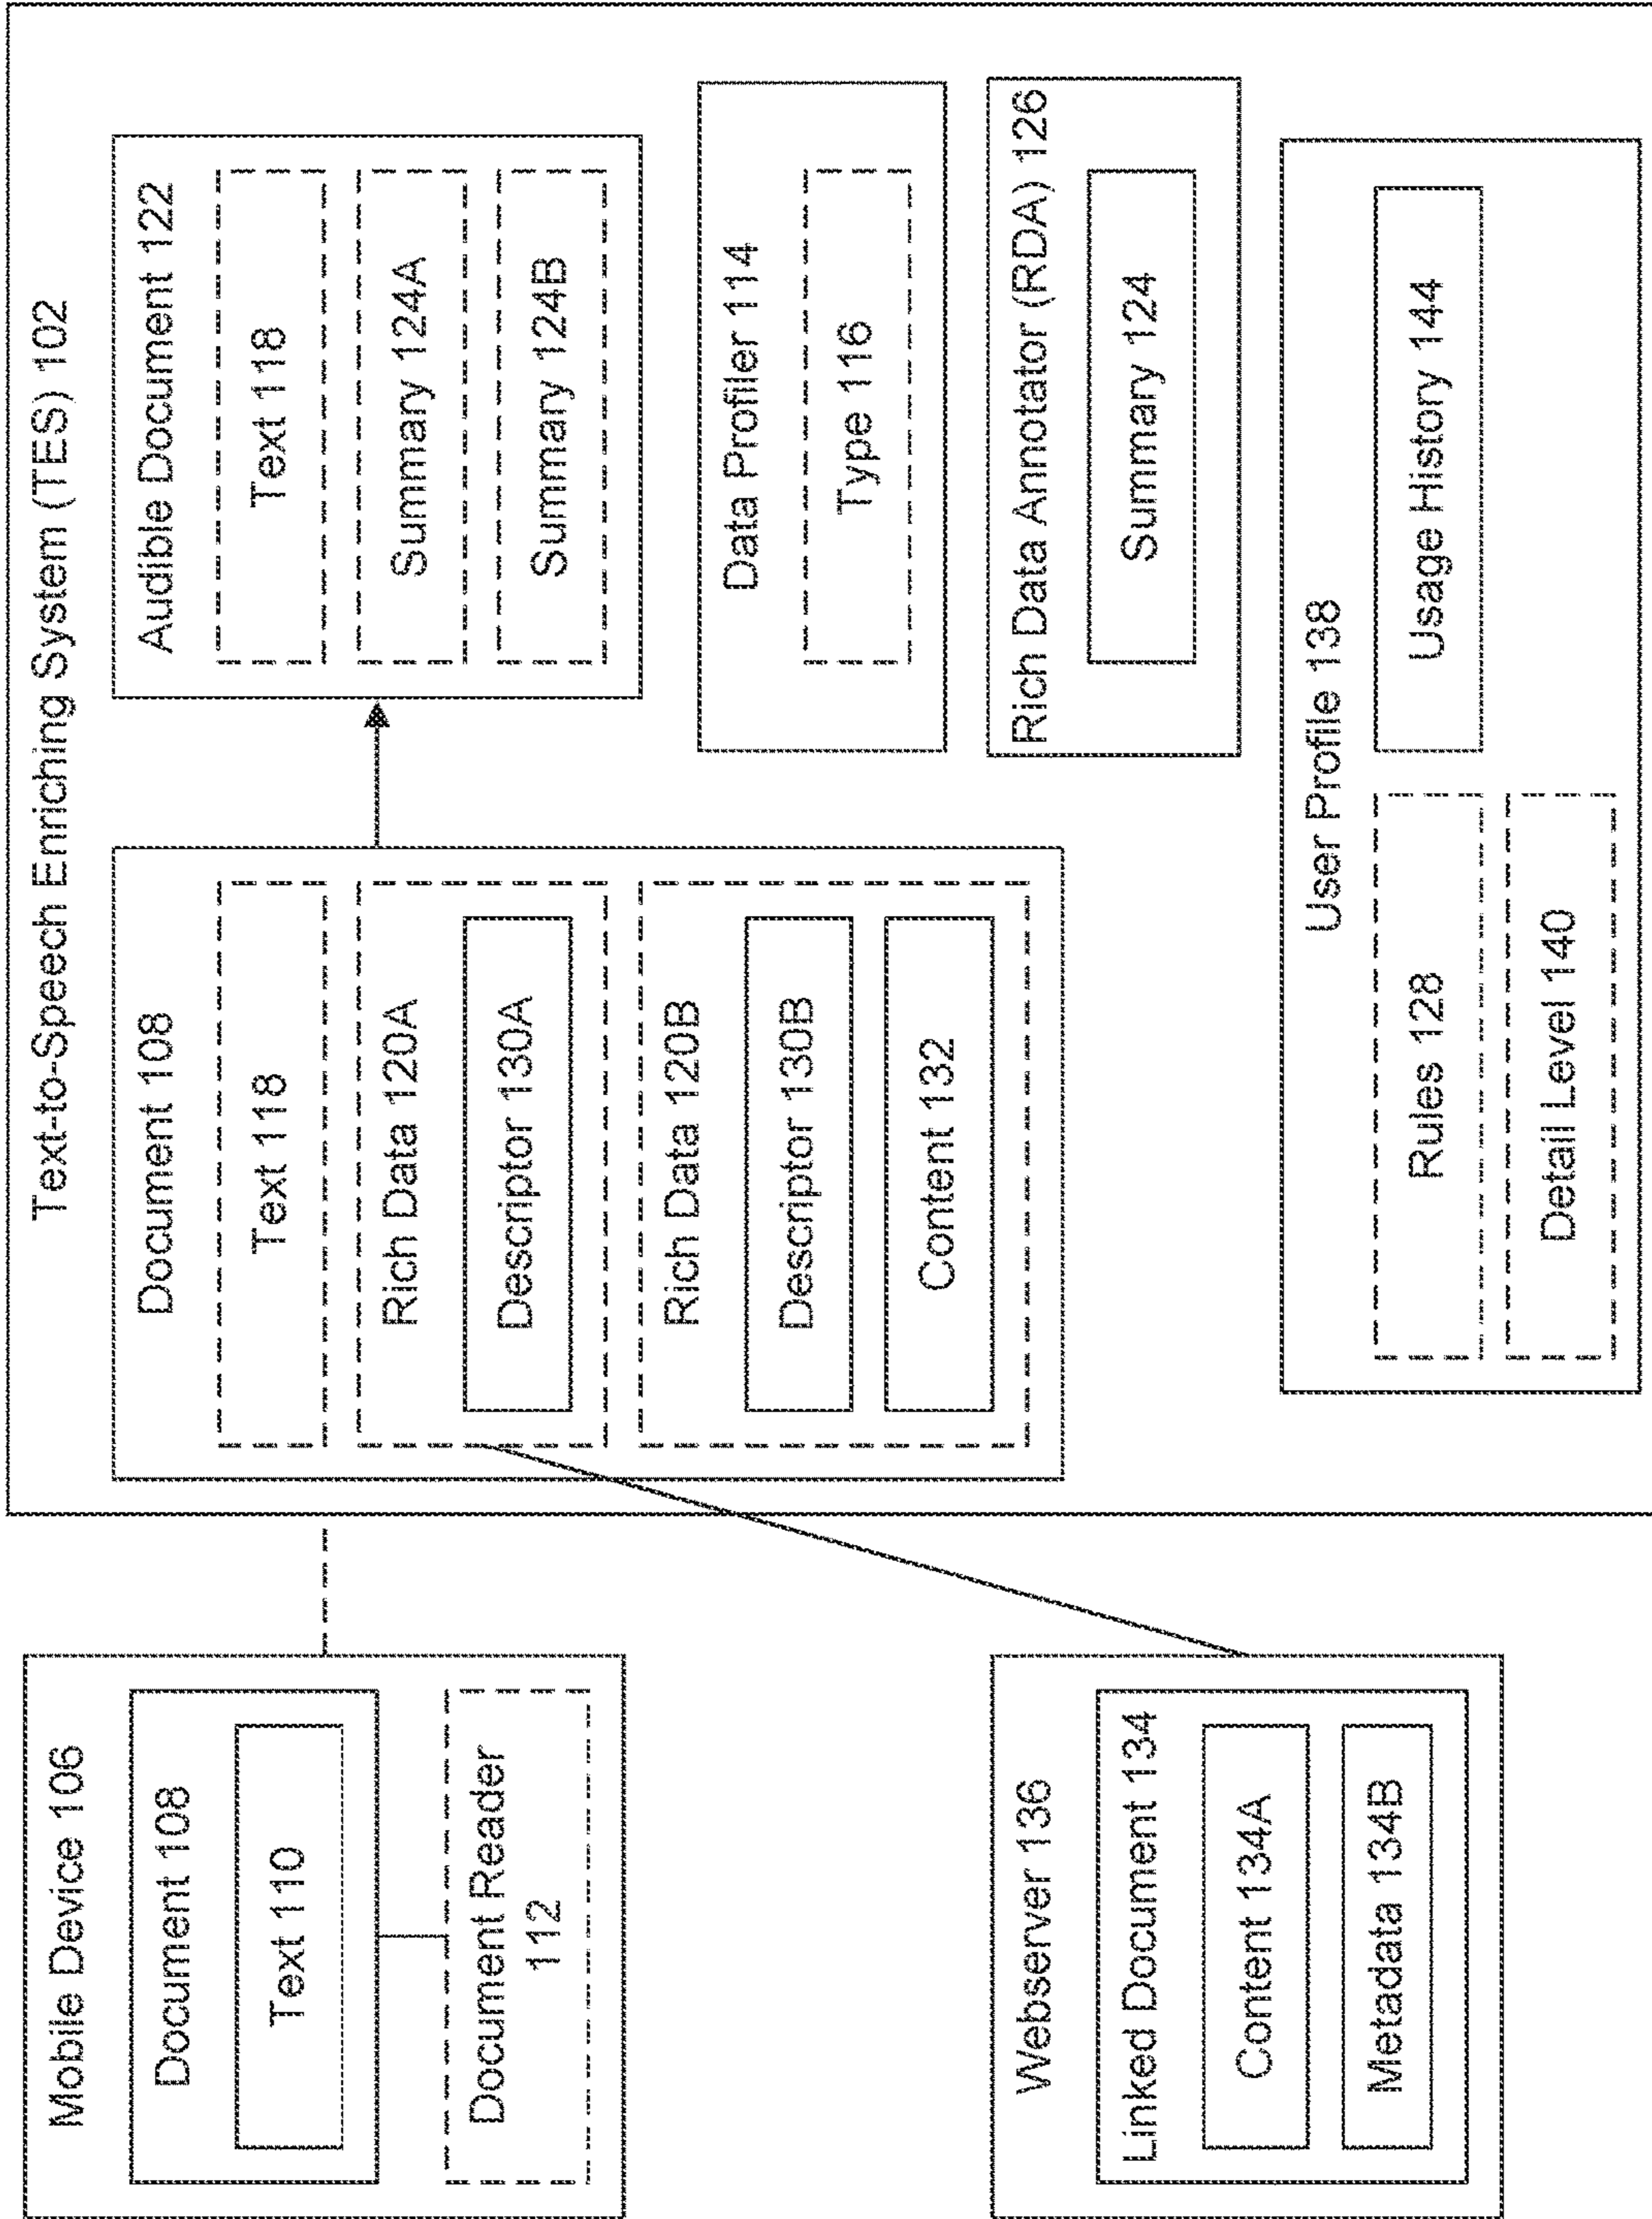 Mobile Device 106
Document 108
Text 110
Document Reader
112
Webserver 136
Linked Document 134
Content 134A
Metadata 134B
Text-to-Speech Enriching System (TES) 102
Document 108
Text 118
Rich Data 120A
Descriptor 130A
Rich Data 120B
Descriptor 130B
Content 132
Audible Document 122
Text 118
Summary 124A
Summary 124B
Data Profiler 114
Type 116
Rich Data Annotator (RDA) 126
Summary 124
User Profile 138
Rules 128
Detail Level 140
Usage History 144